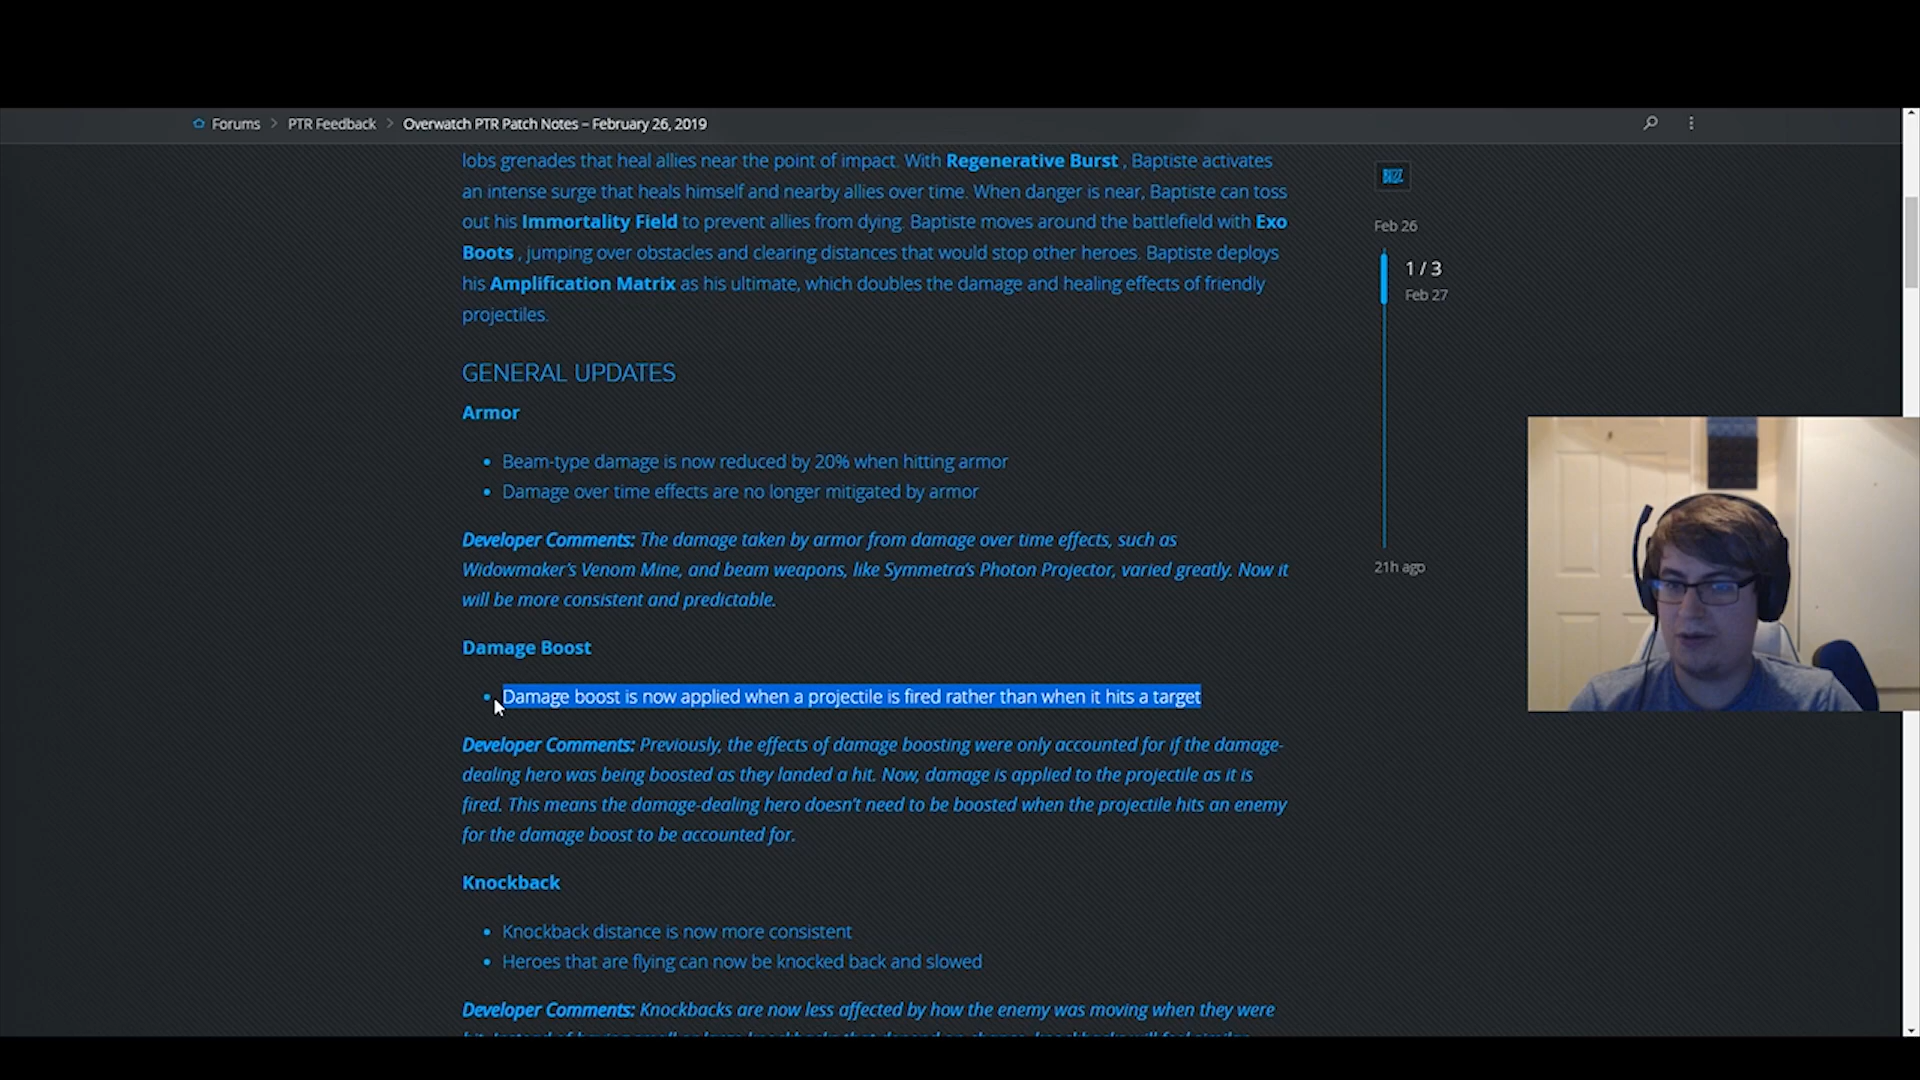 Forums > PTR Feedback > Overwatch PTR Patch Notes – February 26, 2019
lobs grenades that heal allies near the point of impact. With Regenerative Burst , Baptiste activates
an intense surge that heals himself and nearby allies over time. When danger is near, Baptiste can toss
out his Immortality Field to prevent allies from dying. Baptiste moves around the battlefield with Exo
Boots , jumping over obstacles and clearing distances that would stop other heroes. Baptiste deploys
his Amplification Matrix as his ultimate, which doubles the damage and healing effects of friendly
projectiles.
GENERAL UPDATES
Armor
• Beam-type damage is now reduced by 20% when hitting armor
• Damage over time effects are no longer mitigated by armor
Developer Comments: The damage taken by armor from damage over time effects, such as
Widowmaker's Venom Mine, and beam weapons, like Symmetra's Photon Projector, varied greatly. Now it
will be more consistent and predictable.
Damage Boost
• Damage boost is now applied when a projectile is fired rather than when it hits a target
Developer Comments: Previously, the effects of damage boosting were only accounted for if the damage-
dealing hero was being boosted as they landed a hit. Now, damage is applied to the projectile as it is
fired. This means the damage-dealing hero doesn't need to be boosted when the projectile hits an enemy
for the damage boost to be accounted for.
Knockback
• Knockback distance is now more consistent
• Heroes that are flying can now be knocked back and slowed
Developer Comments: Knockbacks are now less affected by how the enemy was moving when they were
Feb 26
1 / 3
Feb 27
21h ago